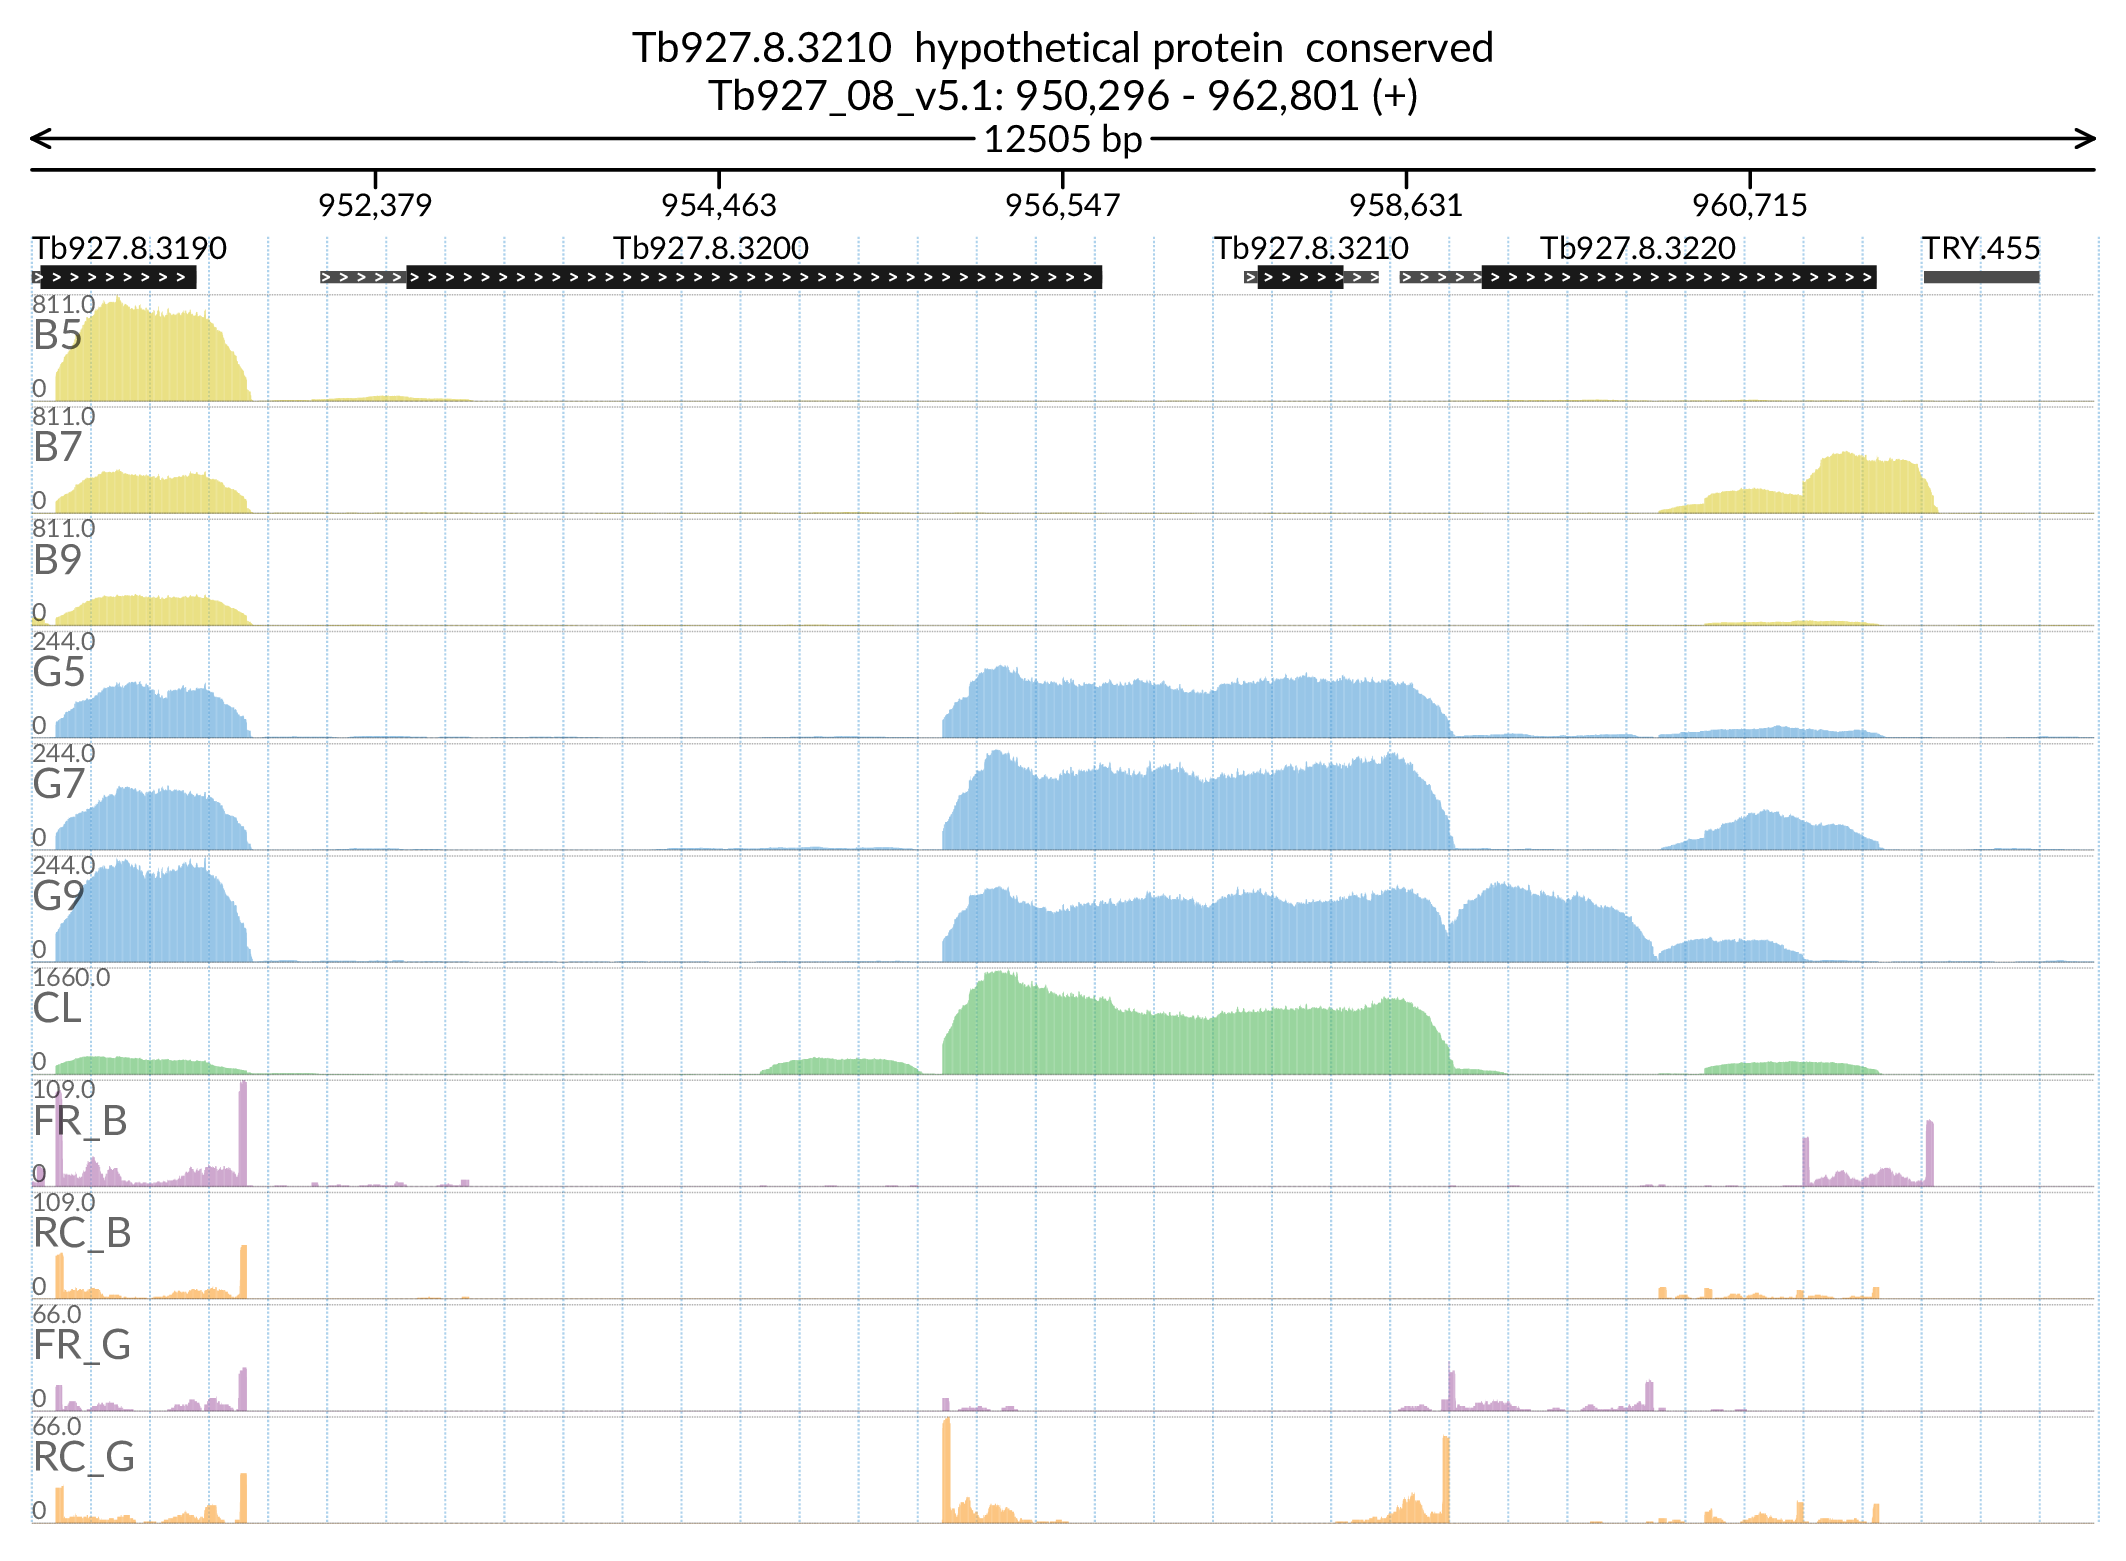 Tb927.8.3210  hypothetical protein  conserved
Tb927_08_v5.1: 950,296 - 962,801 (+)
12505 bp
952,379 954,463 956,547 958,631 960,715
Tb927.8.3190 Tb927.8.3200 Tb927.8.3210 Tb927.8.3220 TRY.455
811.0
B5
0
811.0
B7
0
811.0
B9
0
244.0
G5
0
244.0
G7
0
244.0
G9
0
1660.0
CL
0
109.0
FR_B
0
109.0
RC_B
0
66.0
FR_G
0
66.0
RC_G
0